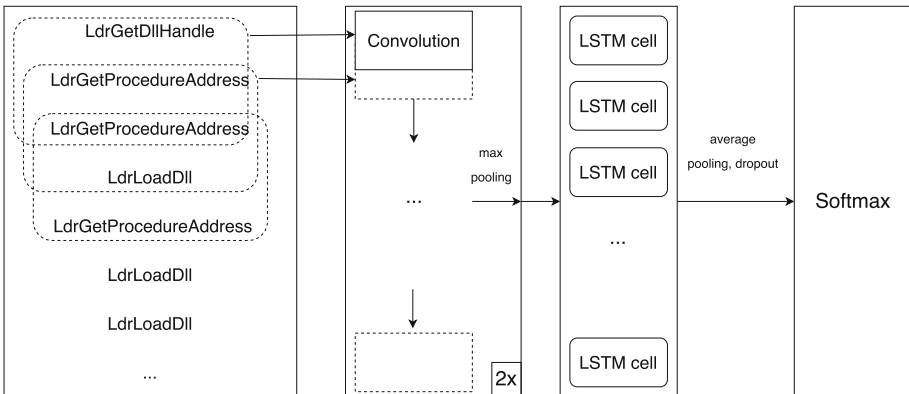 LdrGetDllHandle
LdrGetProcedureAddress
LdrGetProcedureAddress
LdrLoadDll
LdrGetProcedureAddress
LdrLoadDll
LdrLoadDll
...
Convolution
...
2x
max
pooling
LSTM cell
LSTM cell
LSTM cell
...
LSTM cell
average
pooling, dropout
Softmax